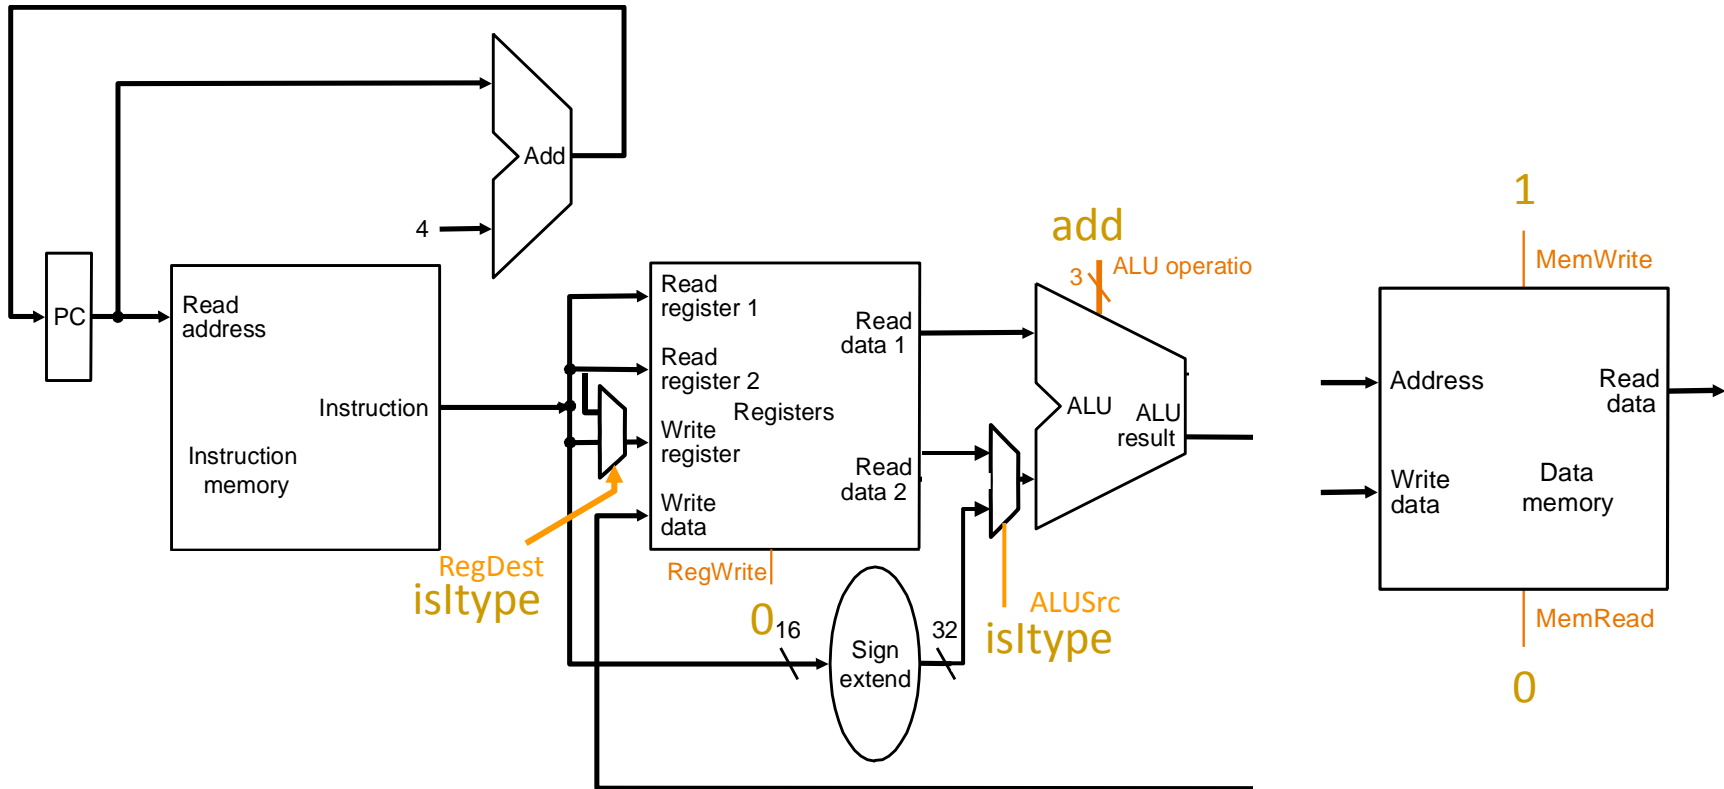 Add
4
PC
Read
address
Instruction
Instruction
memory
Read
register 1
Read
register 2
Registers
Write
register
Write
data
Read
data 1
Read
data 2
RegDest
isItype
RegWrite
0
16
Sign
extend
32
add
3
ALU operatio
ALU
ALU
result
ALUSrc
isItype
1
MemWrite
Address
Read
data
Write
data
Data
memory
MemRead
0